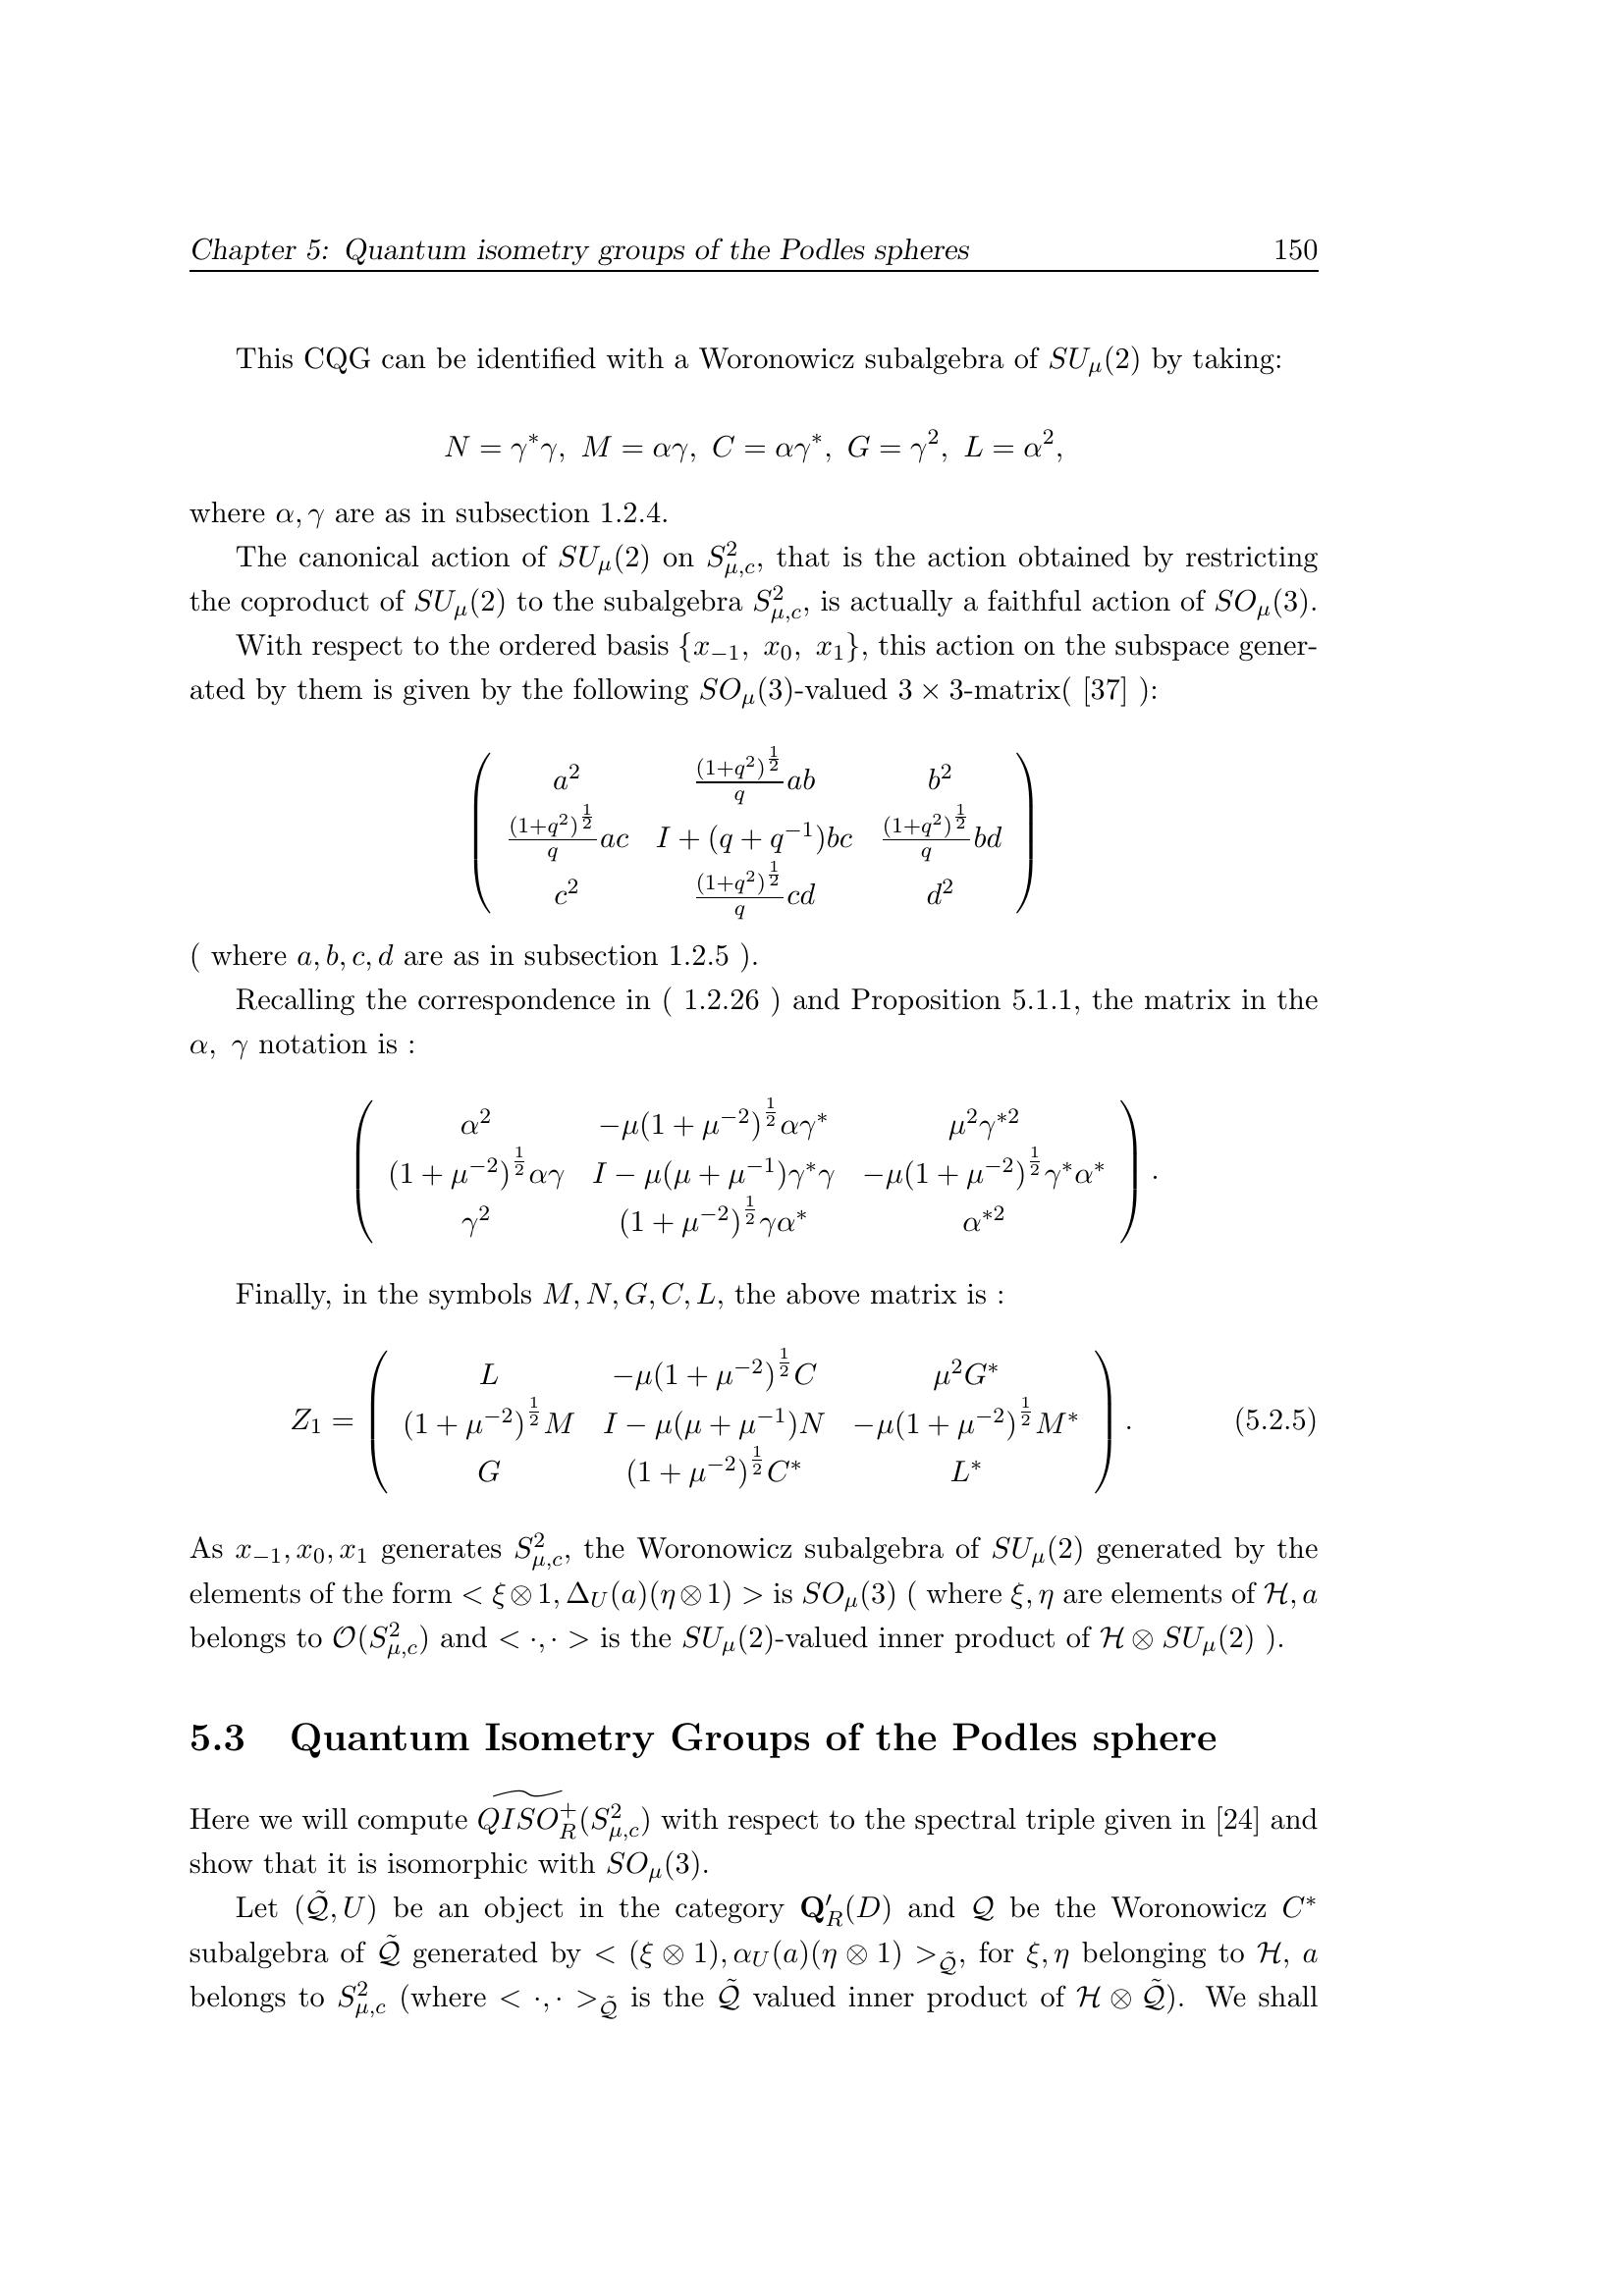 Chapter 5: Quantum isometry groups of the Podles spheres 150
This CQG can be identified with a Woronowicz subalgebra of $SU_\mu(2)$ by taking:
$N = \gamma^*\gamma,\ M = \alpha\gamma,\ C = \alpha\gamma^*,\ G = \gamma^2,\ L = \alpha^2,$
where $\alpha, \gamma$ are as in subsection 1.2.4.
The canonical action of $SU_\mu(2)$ on $S^2_{\mu,c}$, that is the action obtained by restricting
the coproduct of $SU_\mu(2)$ to the subalgebra $S^2_{\mu,c}$, is actually a faithful action of $SO_\mu(3)$.
With respect to the ordered basis $\{x_{-1},\ x_0,\ x_1\}$, this action on the subspace gener-
ated by them is given by the following $SO_\mu(3)$-valued $3 \times 3$-matrix( [37] ):
$\left(\begin{array}{ccc} a^2 & \frac{(1+q^2)^{\frac{1}{2}}}{q}ab & b^2 \\ \frac{(1+q^2)^{\frac{1}{2}}}{q}ac & I + (q + q^{-1})bc & \frac{(1+q^2)^{\frac{1}{2}}}{q}bd \\ c^2 & \frac{(1+q^2)^{\frac{1}{2}}}{q}cd & d^2 \end{array}\right)$
( where $a, b, c, d$ are as in subsection 1.2.5 ).
Recalling the correspondence in ( 1.2.26 ) and Proposition 5.1.1, the matrix in the
$\alpha,\ \gamma$ notation is :
$\left(\begin{array}{ccc} \alpha^2 & -\mu(1 + \mu^{-2})^{\frac{1}{2}}\alpha\gamma^* & \mu^2\gamma^{*2} \\ (1 + \mu^{-2})^{\frac{1}{2}}\alpha\gamma & I - \mu(\mu + \mu^{-1})\gamma^*\gamma & -\mu(1 + \mu^{-2})^{\frac{1}{2}}\gamma^*\alpha^* \\ \gamma^2 & (1 + \mu^{-2})^{\frac{1}{2}}\gamma\alpha^* & \alpha^{*2} \end{array}\right).$
Finally, in the symbols $M, N, G, C, L$, the above matrix is :
$Z_1 = \left(\begin{array}{ccc} L & -\mu(1 + \mu^{-2})^{\frac{1}{2}}C & \mu^2G^* \\ (1 + \mu^{-2})^{\frac{1}{2}}M & I - \mu(\mu + \mu^{-1})N & -\mu(1 + \mu^{-2})^{\frac{1}{2}}M^* \\ G & (1 + \mu^{-2})^{\frac{1}{2}}C^* & L^* \end{array}\right).$ (5.2.5)
As $x_{-1}, x_0, x_1$ generates $S^2_{\mu,c}$, the Woronowicz subalgebra of $SU_\mu(2)$ generated by the
elements of the form $< \xi \otimes 1, \Delta_U(a)(\eta \otimes 1) >$ is $SO_\mu(3)$ ( where $\xi, \eta$ are elements of $\mathcal{H}, a$
belongs to $\mathcal{O}(S^2_{\mu,c})$ and $< \cdot, \cdot >$ is the $SU_\mu(2)$-valued inner product of $\mathcal{H} \otimes SU_\mu(2)$ ).
5.3 Quantum Isometry Groups of the Podles sphere
Here we will compute $\widetilde{QISO}^+_R(S^2_{\mu,c})$ with respect to the spectral triple given in [24] and
show that it is isomorphic with $SO_\mu(3)$.
Let $(\tilde{\mathcal{Q}}, U)$ be an object in the category $\mathbf{Q}'_R(D)$ and $\mathcal{Q}$ be the Woronowicz $C^*$
subalgebra of $\tilde{\mathcal{Q}}$ generated by $< (\xi \otimes 1), \alpha_U(a)(\eta \otimes 1) >_{\tilde{\mathcal{Q}}}$, for $\xi, \eta$ belonging to $\mathcal{H}$, $a$
belongs to $S^2_{\mu,c}$ (where $< \cdot, \cdot >_{\tilde{\mathcal{Q}}}$ is the $\tilde{\mathcal{Q}}$ valued inner product of $\mathcal{H} \otimes \tilde{\mathcal{Q}}$). We shall